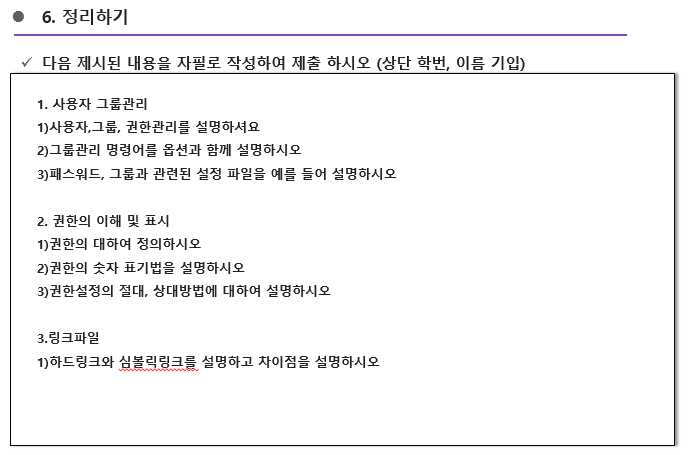 ● 6. 정리하기
✓ 다음 제시된 내용을 자필로 작성하여 제출 하시오 (상단 학번, 이름 기입)
1. 사용자 그룹관리
1)사용자,그룹, 권한관리를 설명하셔요
2)그룹관리 명령어를 옵션과 함께 설명하시오
3)패스워드, 그룹과 관련된 설정 파일을 예를 들어 설명하시오
2. 권한의 이해 및 표시
1)권한의 대하여 정의하시오
2)권한의 숫자 표기법을 설명하시오
3)권한설정의 절대, 상대방법에 대하여 설명하시오
3.링크파일
1)하드링크와 심볼릭링크를 설명하고 차이점을 설명하시오